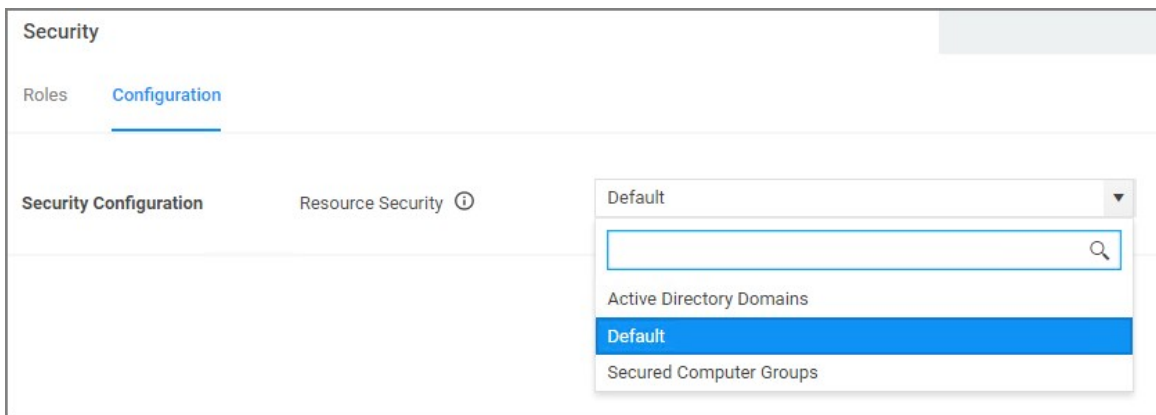 Security
Roles Configuration
Security Configuration Resource Security Default
Active Directory Domains
Default
Secured Computer Groups